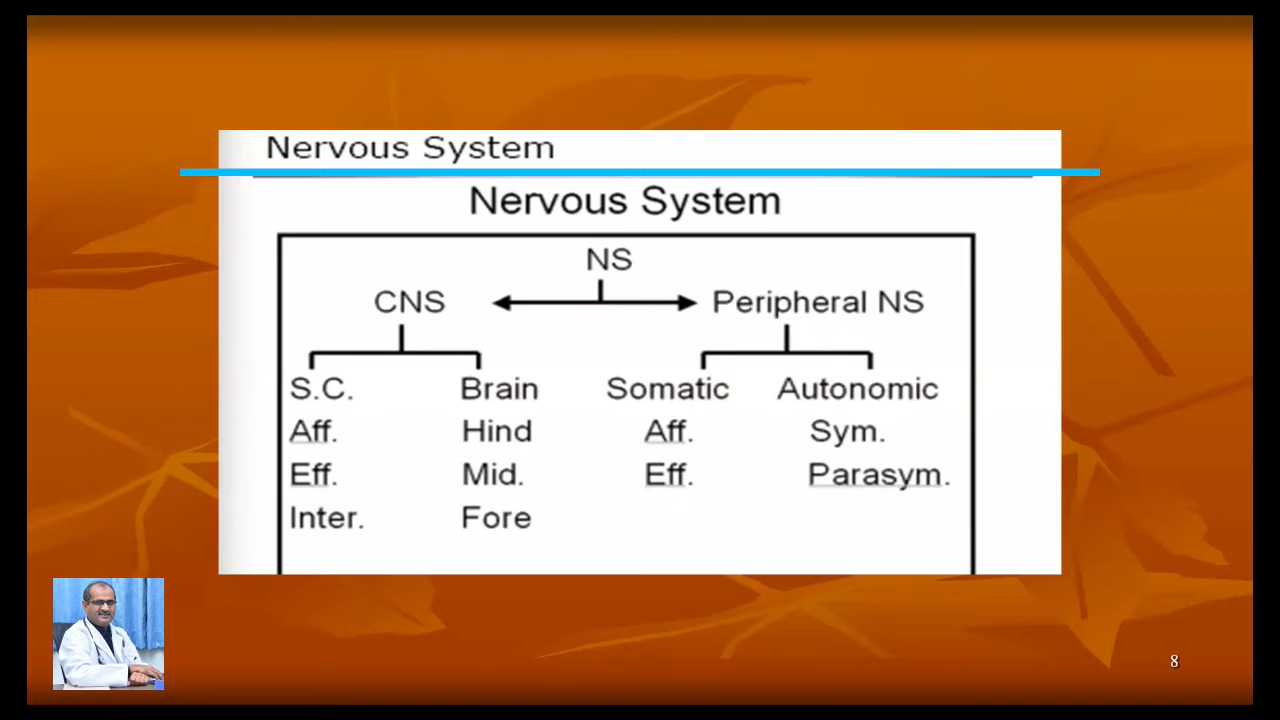 Nervous System
Nervous System
NS
CNS Peripheral NS
S.C. Brain Somatic Autonomic
Aff. Hind Aff. Sym.
Eff. Mid. Eff. Parasym.
Inter. Fore
8